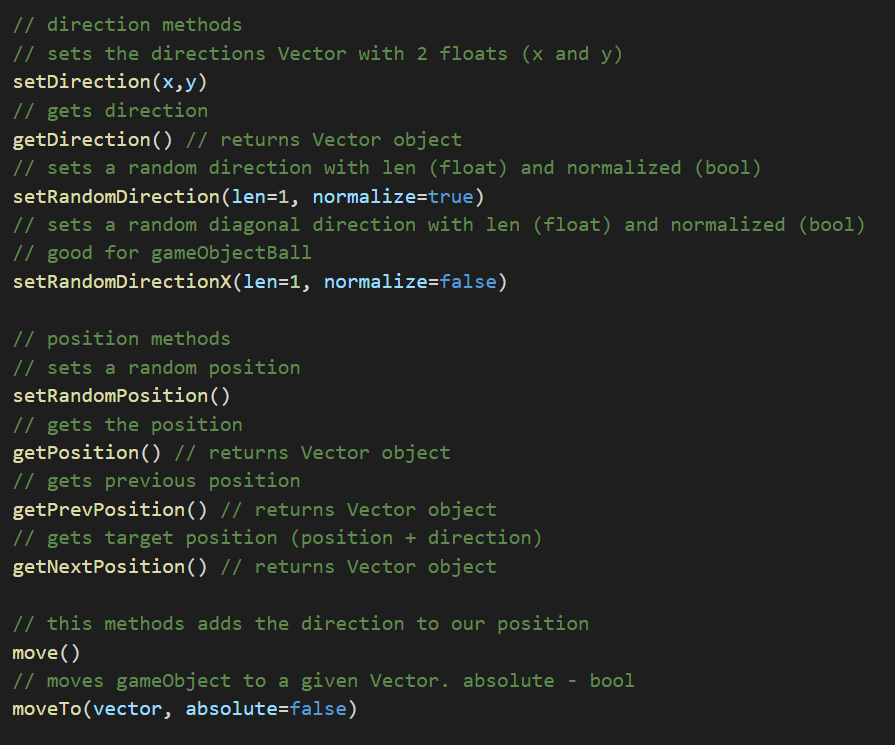 // direction methods
// sets the directions Vector with 2 floats (x and y)
setDirection(x,y)
// gets direction
getDirection() // returns Vector object
// sets a random direction with len (float) and normalized (bool)
setRandomDirection(len=1, normalize=true)
// sets a random diagonal direction with len (float) and normalized (bool)
// good for gameObjectBall
setRandomDirectionX(len=1, normalize=false)
// position methods
// sets a random position
setRandomPosition()
// gets the position
getPosition() // returns Vector object
// gets previous position
getPrevPosition() // returns Vector object
// gets target position (position + direction)
getNextPosition() // returns Vector object
// this methods adds the direction to our position
move()
// moves gameObject to a given Vector. absolute - bool
moveTo(vector, absolute=false)